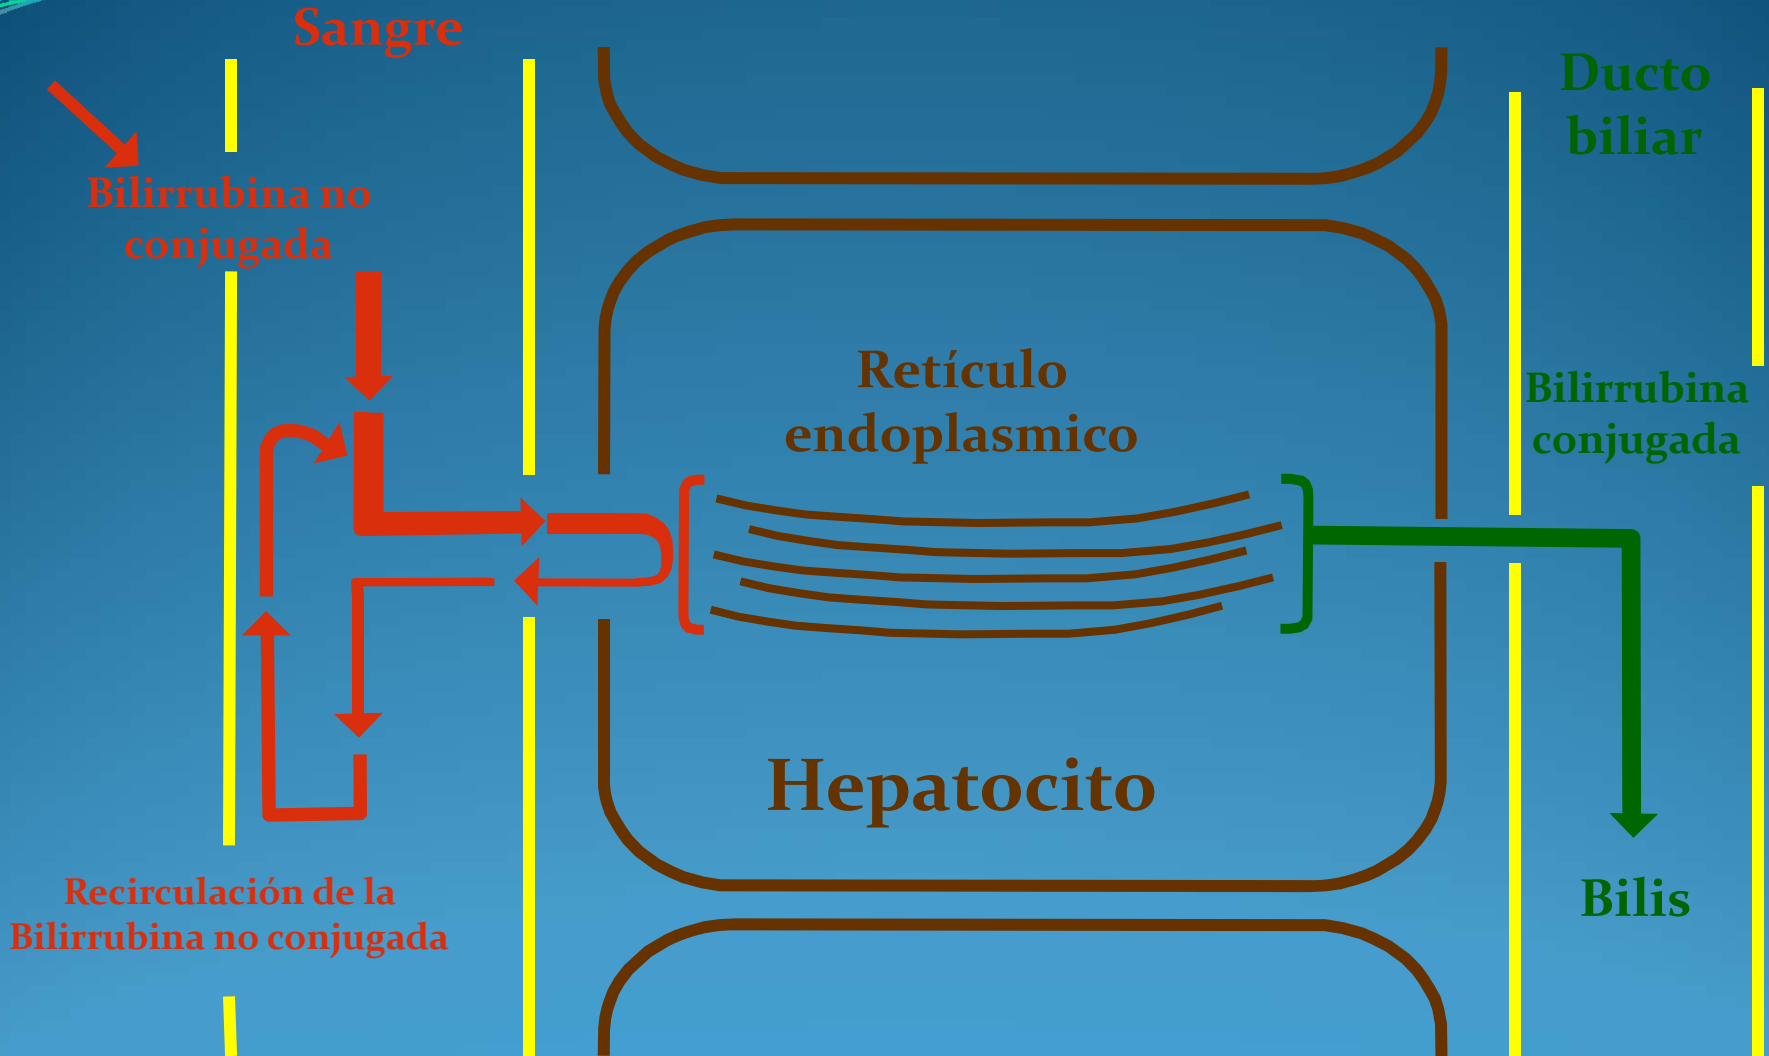 Sangre
Bilirrubina no
conjugada
Retículo
endoplasmico
Hepatocito
Recirculación de la
Bilirrubina no conjugada
Ducto
biliar
Bilirrubina
conjugada
Bilis